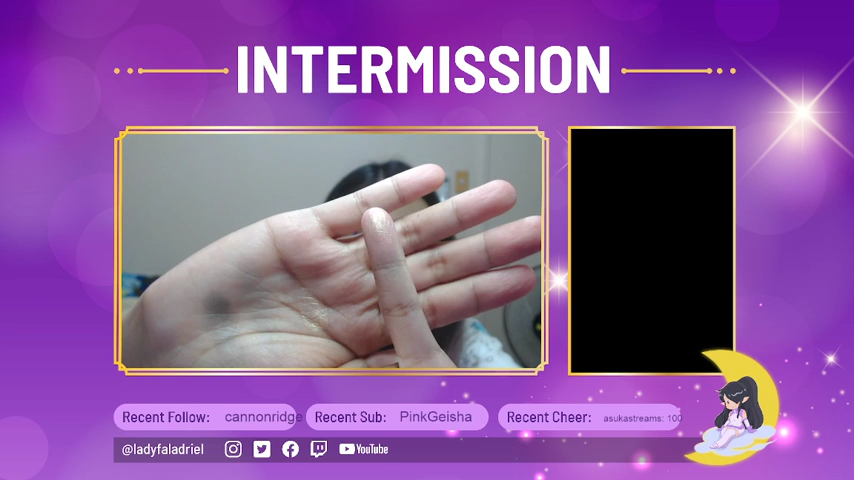 INTERMISSION
Recent Follow: cannonridge Recent Sub: PinkGeisha Recent Cheer: asukastreams: 100
@ladyfaladriel YouTube